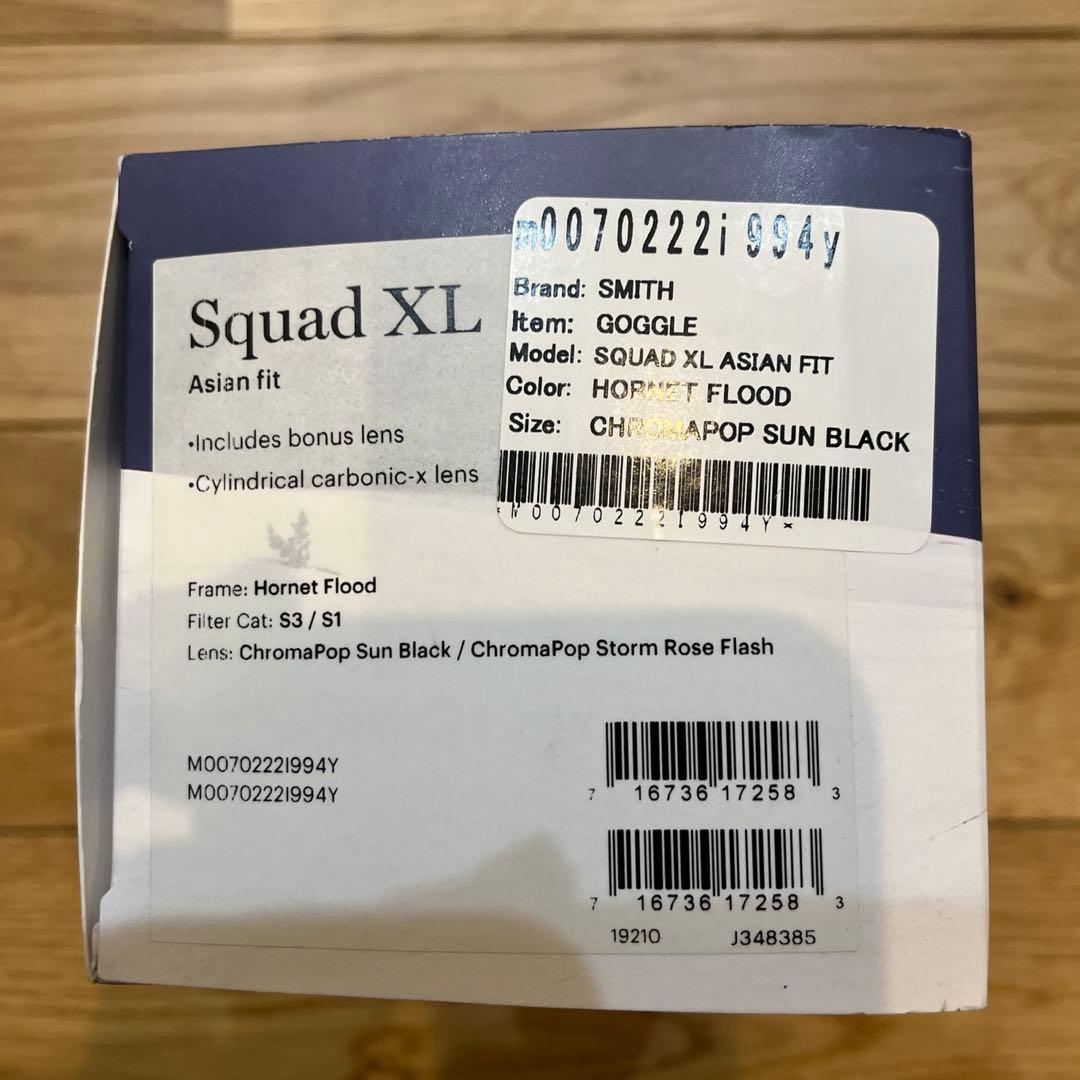 Squad XL
Asian fit
•Includes bonus lens
•Cylindrical carbonic-x lens
m0070222i994y
Brand: SMITH
Item: GOGGLE
Model: SQUAD XL ASIAN FIT
Color: HORNET FLOOD
Size: CHROMAPOP SUN BLACK
*M0070222I994Y*
Frame: Hornet Flood
Filter Cat: S3 / S1
Lens: ChromaPop Sun Black / ChromaPop Storm Rose Flash
M0070222I994Y
M0070222I994Y
7 16736 17258 3
7 16736 17258 3
19210 J348385